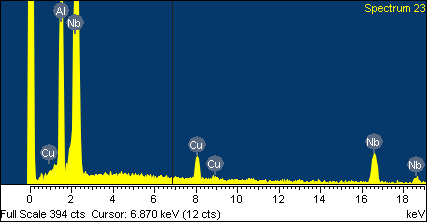 Spectrum 23
Al
Nb
Cu
Cu
Cu
Nb
Nb
0 2 4 6 8 10 12 14 16 18
Full Scale 394 cts Cursor: 6.870 keV (12 cts) keV